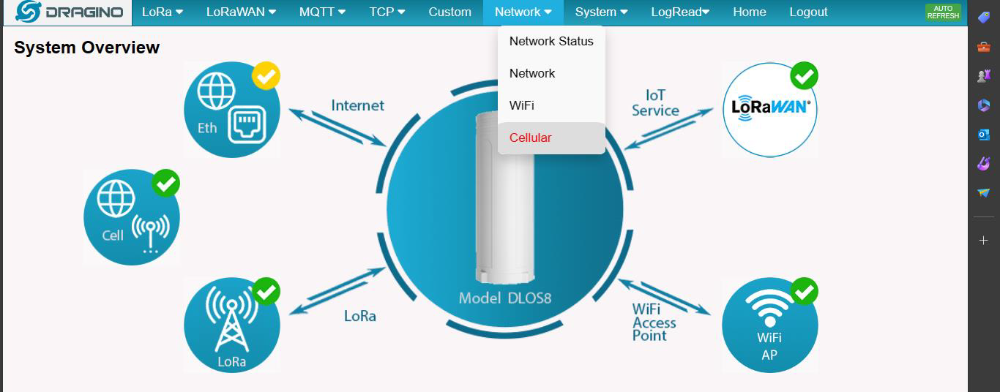 DRAGINO LoRa LoRaWAN MQTT TCP Custom Network System LogRead Home Logout AUTO REFRESH
Network Status
Network
WiFi
Cellular
System Overview
Eth
Internet
IoT
Service
LoRaWAN®
Cell
Model DLOS8
LoRa
LoRa
WiFi
Access
Point
WiFi
AP